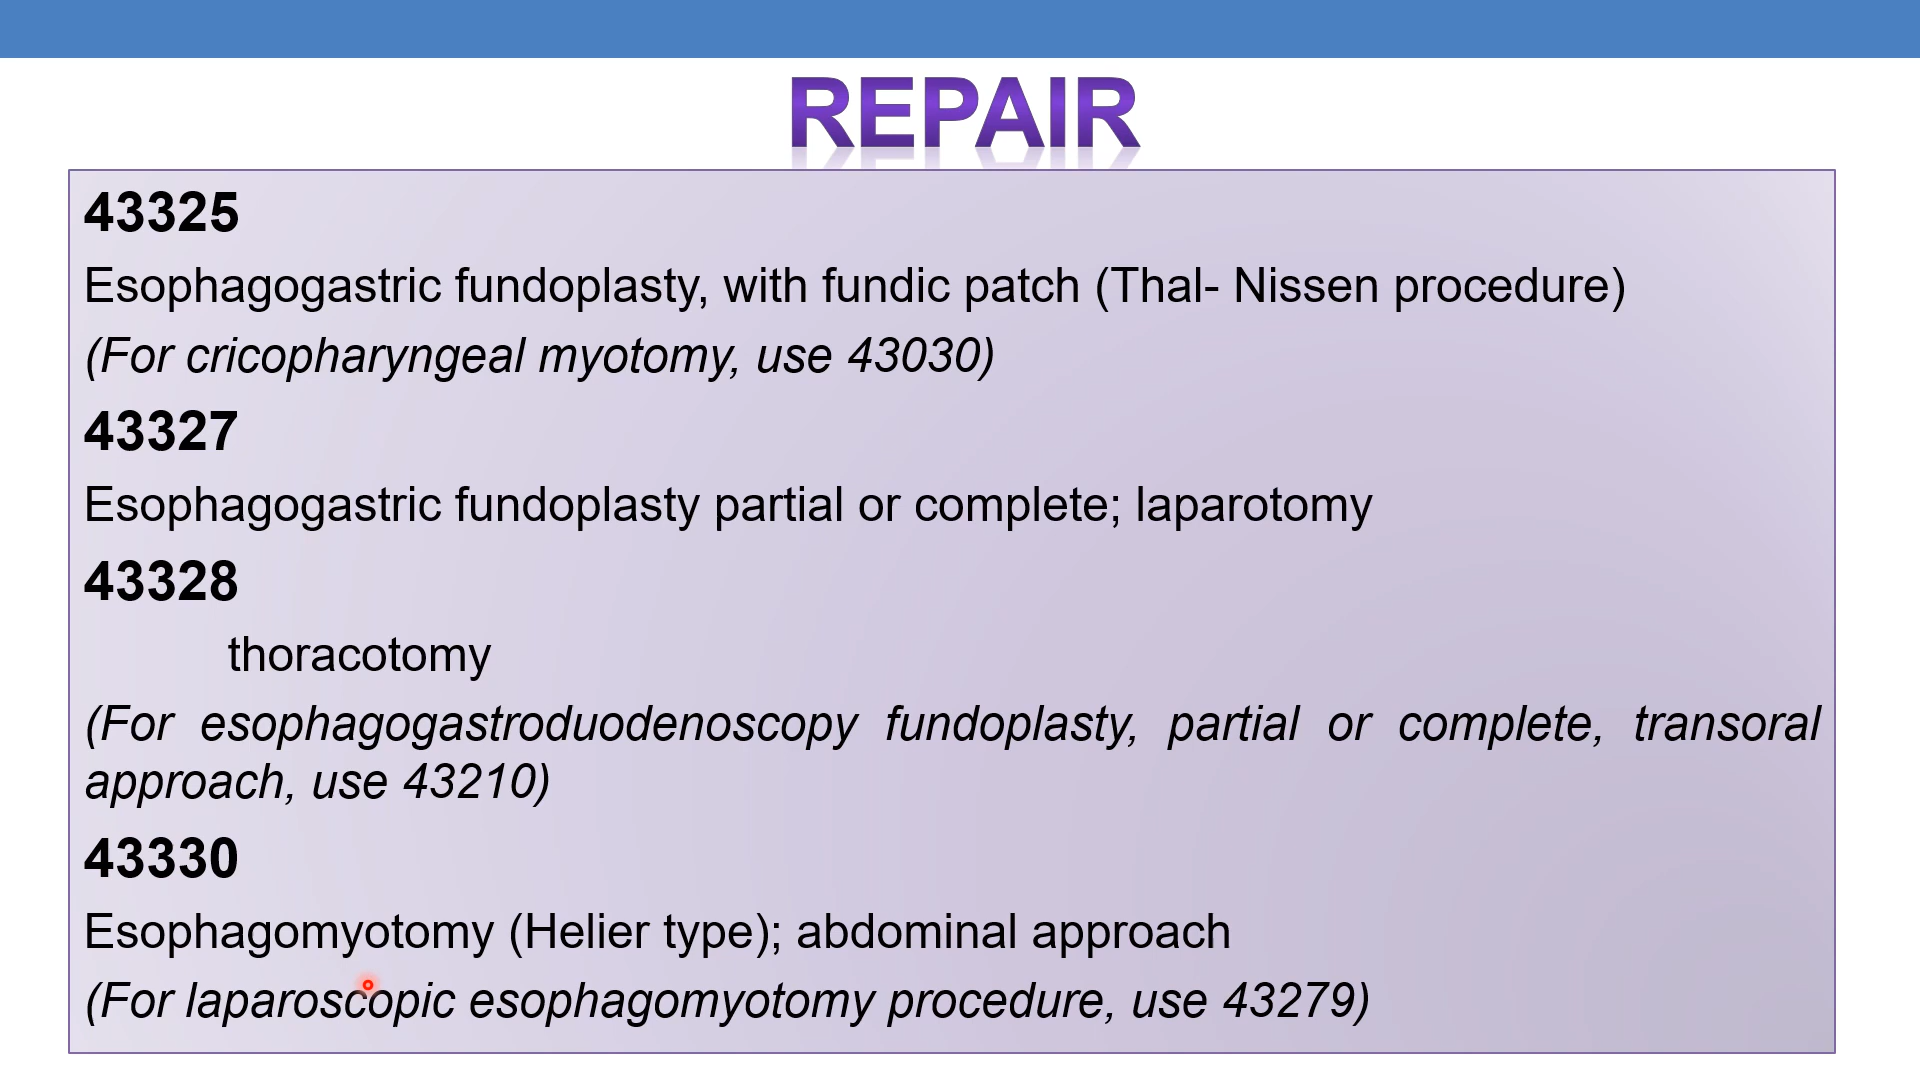 REPAIR
43325
Esophagogastric fundoplasty, with fundic patch (Thal- Nissen procedure)
(For cricopharyngeal myotomy, use 43030)
43327
Esophagogastric fundoplasty partial or complete; laparotomy
43328
thoracotomy
(For esophagogastroduodenoscopy fundoplasty, partial or complete, transoral
approach, use 43210)
43330
Esophagomyotomy (Helier type); abdominal approach
(For laparoscopic esophagomyotomy procedure, use 43279)